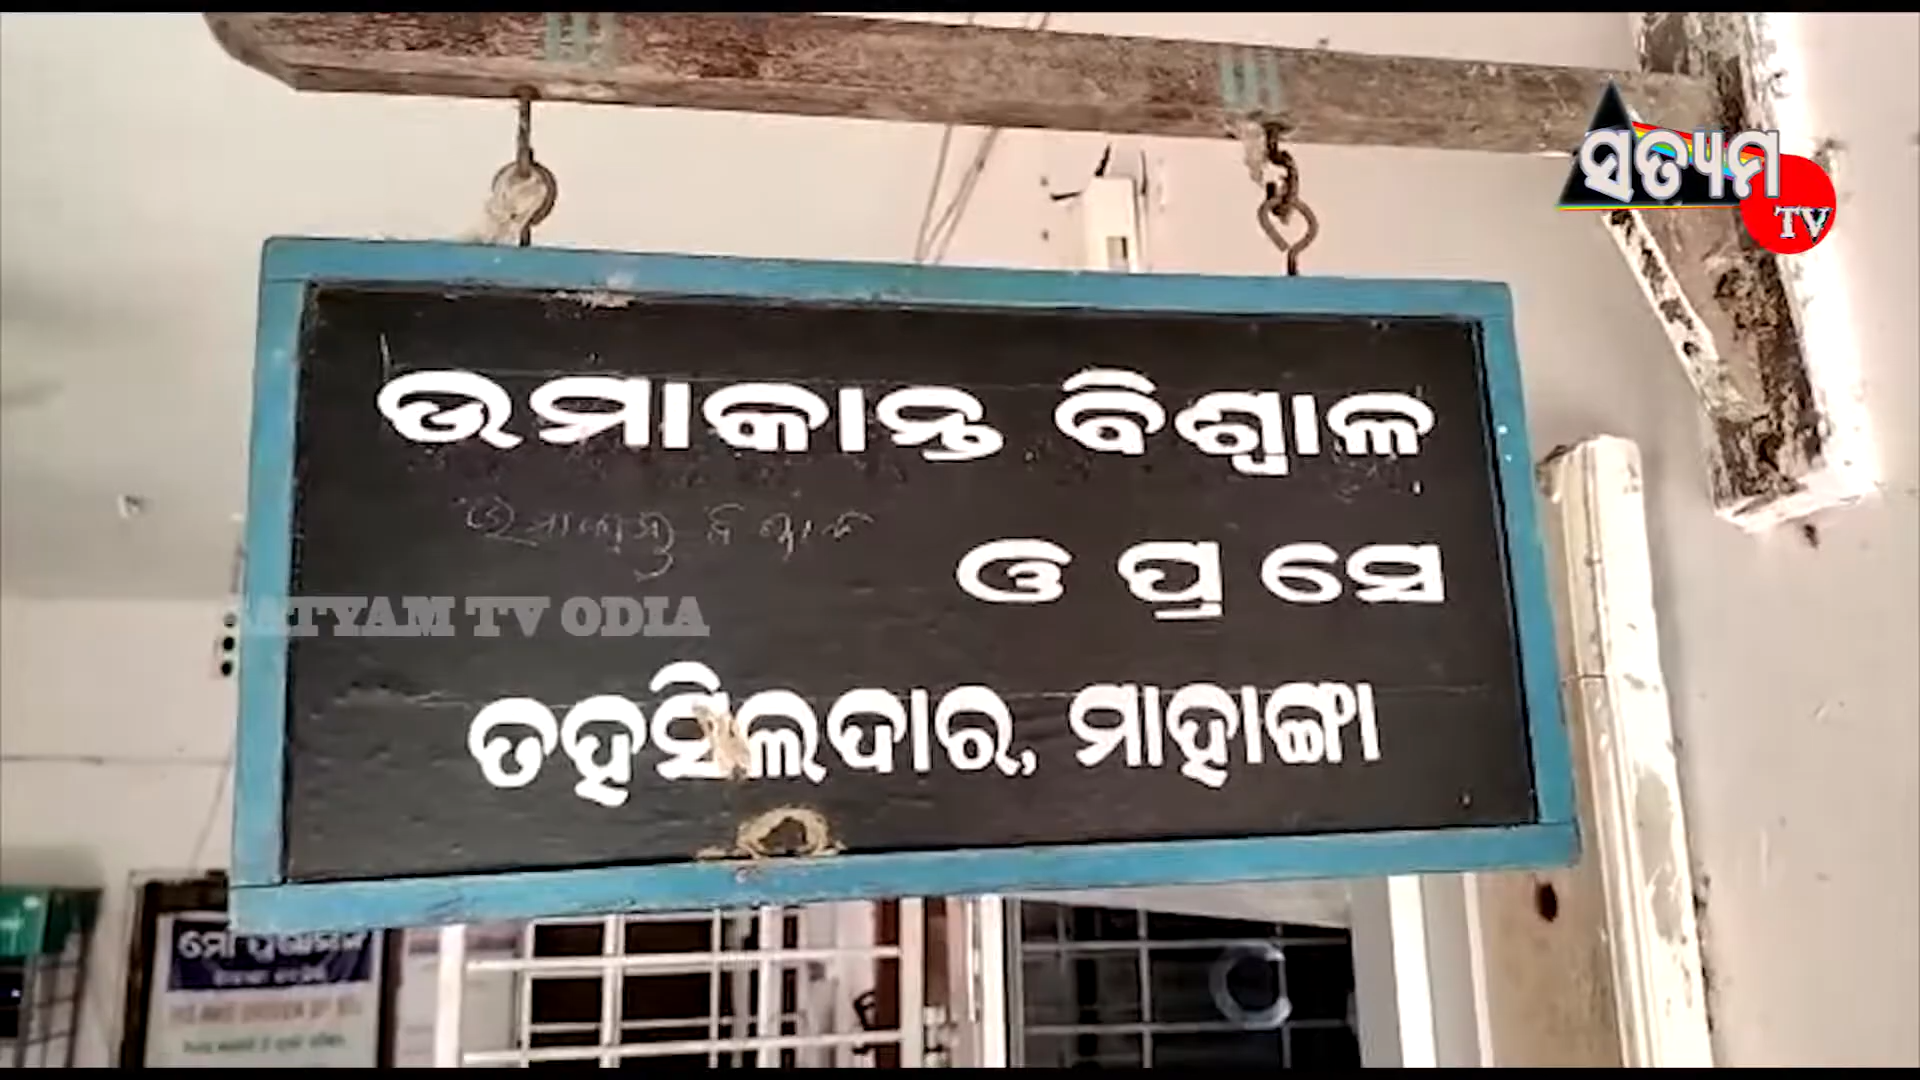 ସତ୍ୟମ
TV
ଉମାକାନ୍ତ ବିଶ୍ୱାଳ
ଓ ପ୍ର ସେ
SATYAM TV ODIA
ତହସିଲଦାର, ମାହାଙ୍ଗା
ମୋ